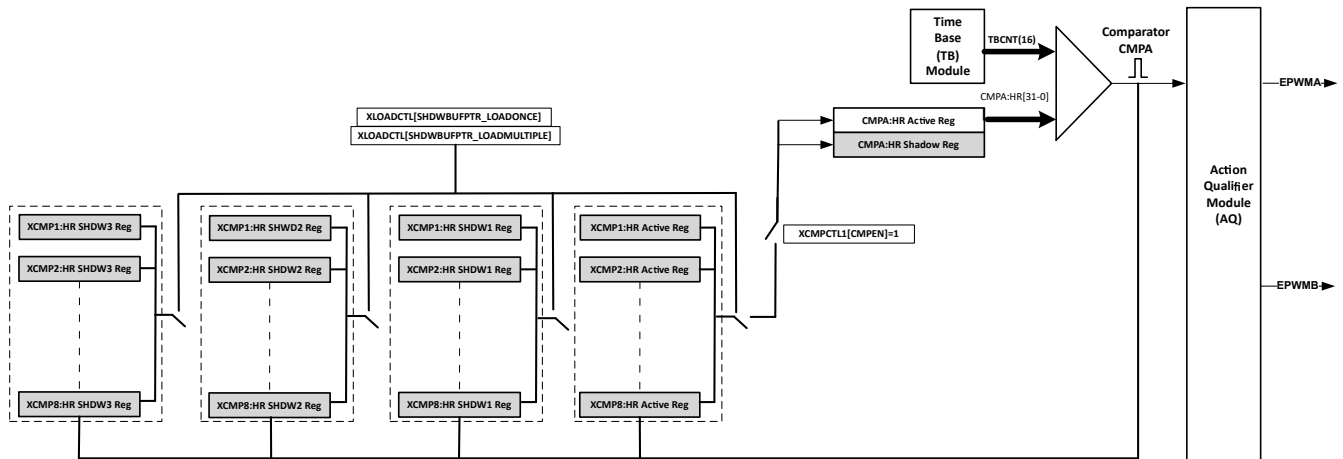 Time
Base
(TB)
Module
TBCNT(16)
Comparator
CMPA
CMPA:HR[31-0]
EPWMA
XLOADCTL[SHDWBUFPTR_LOADONCE]
XLOADCTL[SHDWBUFPTR_LOADMULTIPLE]
CMPA:HR Active Reg
CMPA:HR Shadow Reg
Action
Qualifier
Module
(AQ)
XCMP1:HR SHDW3 Reg
XCMP1:HR SHWD2 Reg
XCMP1:HR SHDW1 Reg
XCMP1:HR Active Reg
XCMPCTL1[CMPEN]=1
XCMP2:HR SHDW3 Reg
XCMP2:HR SHDW2 Reg
XCMP2:HR SHDW1 Reg
XCMP2:HR Active Reg
EPWMB
XCMP8:HR SHDW3 Reg
XCMP8:HR SHDW2 Reg
XCMP8:HR SHDW1 Reg
XCMP8:HR Active Reg